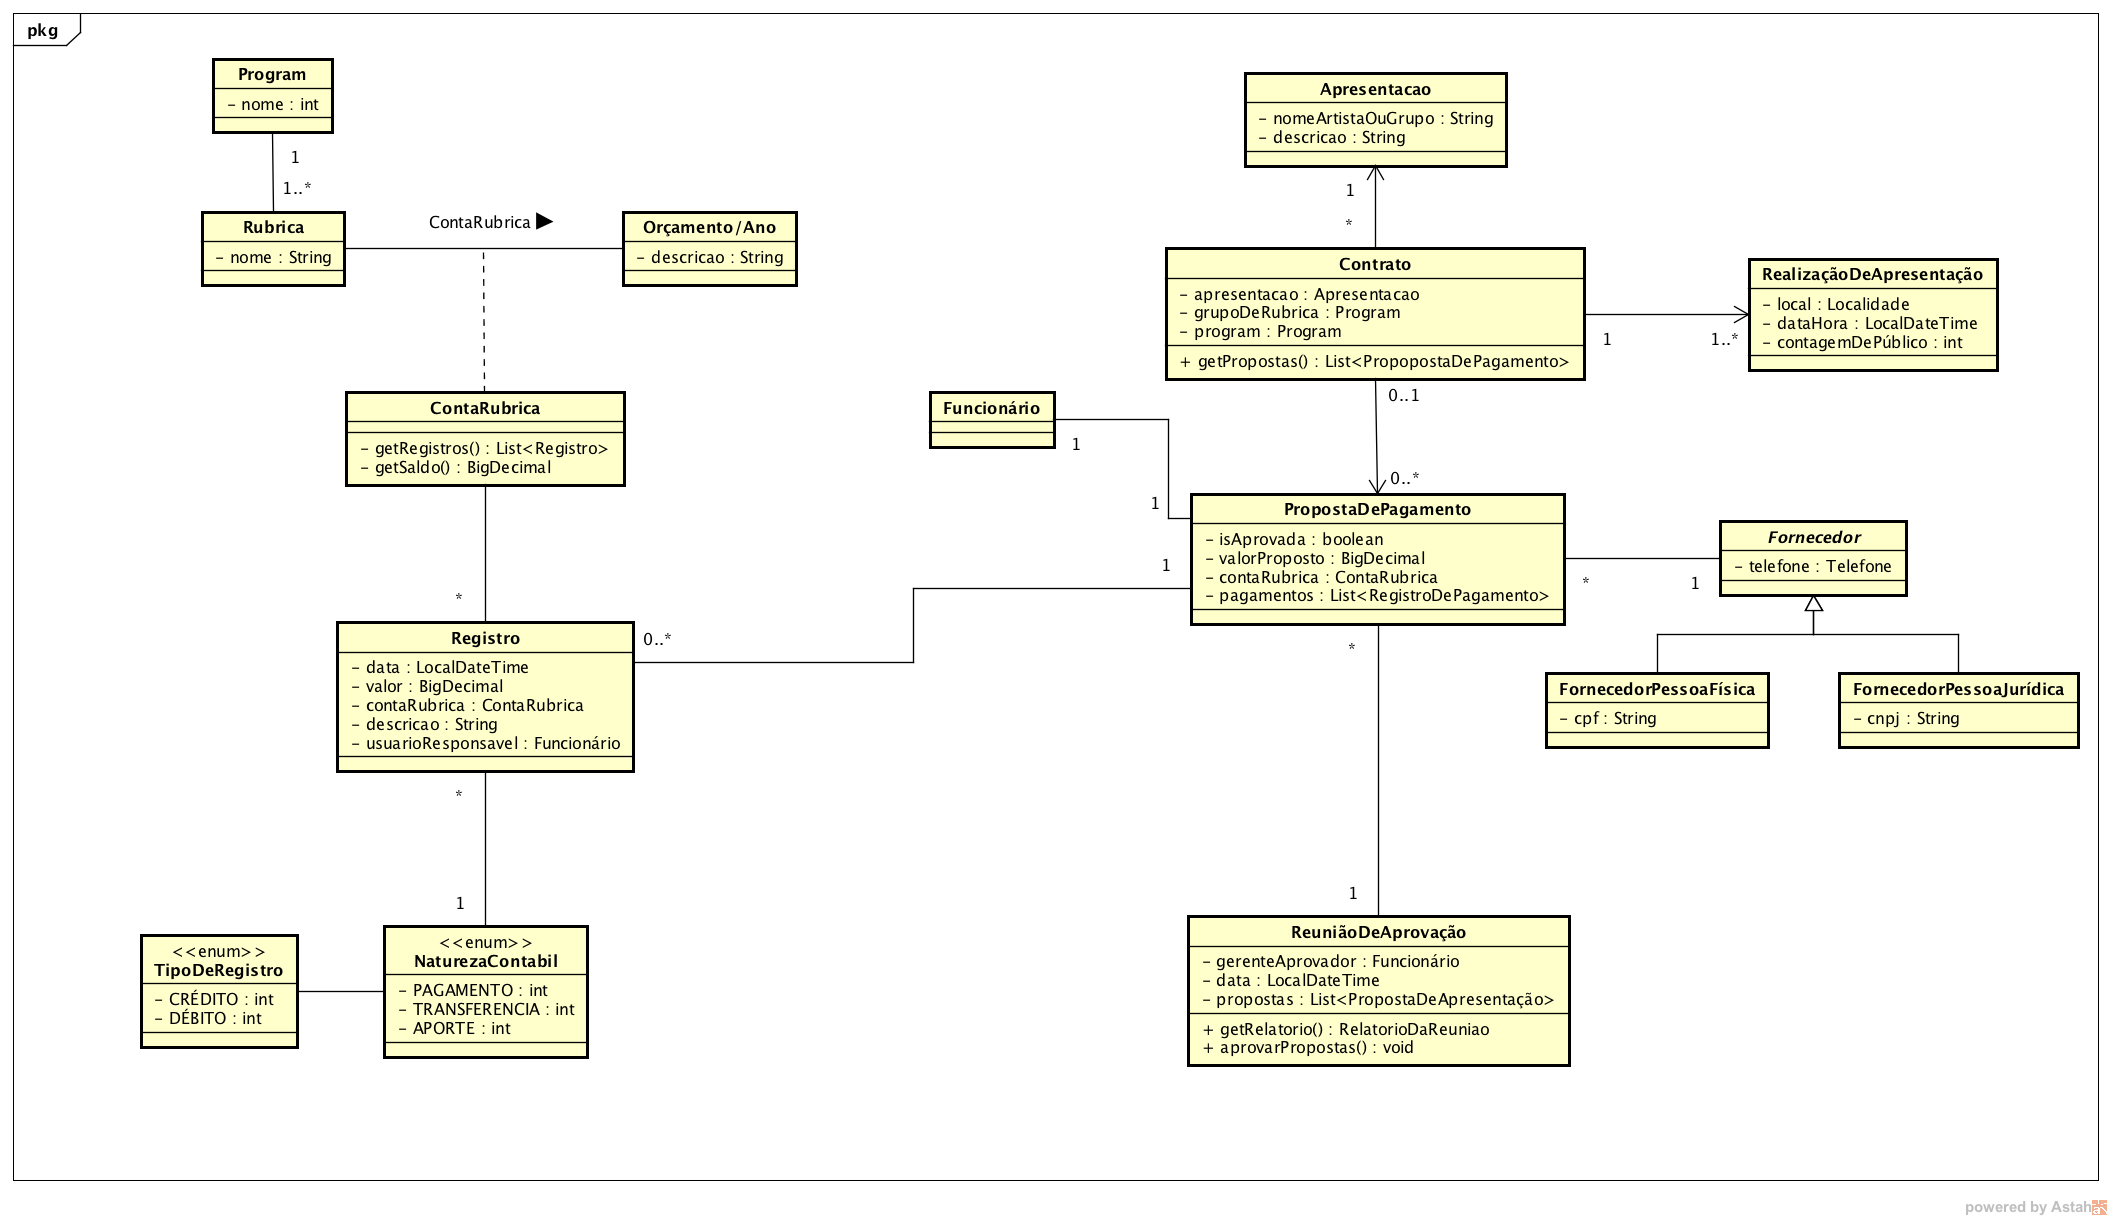 pkg
Program
- nome : int
1
1..*
Rubrica
- nome : String
ContaRubrica
Orçamento/Ano
- descricao : String
ContaRubrica
- getRegistros() : List<Registro>
- getSaldo() : BigDecimal
*
Registro
- data : LocalDateTime
- valor : BigDecimal
- contaRubrica : ContaRubrica
- descricao : String
- usuarioResponsavel : Funcionário
0..*
1
*
1
<<enum>>
TipoDeRegistro
- CRÉDITO : int
- DÉBITO : int
<<enum>>
NaturezaContabil
- PAGAMENTO : int
- TRANSFERENCIA : int
- APORTE : int
Apresentacao
- nomeArtistaOuGrupo : String
- descricao : String
1
*
Contrato
- apresentacao : Apresentacao
- grupoDeRubrica : Program
- program : Program
+ getPropostas() : List<PropopostaDePagamento>
1
1..*
RealizaçãoDeApresentação
- local : Localidade
- dataHora : LocalDateTime
- contagemDePúblico : int
0..1
0..*
Funcionário
1
1
PropostaDePagamento
- isAprovada : boolean
- valorProposto : BigDecimal
- contaRubrica : ContaRubrica
- pagamentos : List<RegistroDePagamento>
*
1
Fornecedor
- telefone : Telefone
FornecedorPessoaFísica
- cpf : String
FornecedorPessoaJurídica
- cnpj : String
*
1
ReuniãoDeAprovação
- gerenteAprovador : Funcionário
- data : LocalDateTime
- propostas : List<PropostaDeApresentação>
+ getRelatorio() : RelatorioDaReuniao
+ aprovarPropostas() : void
powered by Astah